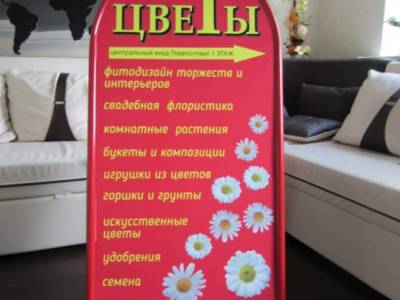 ЦВЕТЫ
центральный вход Главпочтамт 1 ЭТАЖ
фитодизайн торжеств и
интерьеров
свадебная флористика
комнатные растения
букеты и композиции
игрушки из цветов
горшки и грунты
искусственные
цветы
удобрения
семена